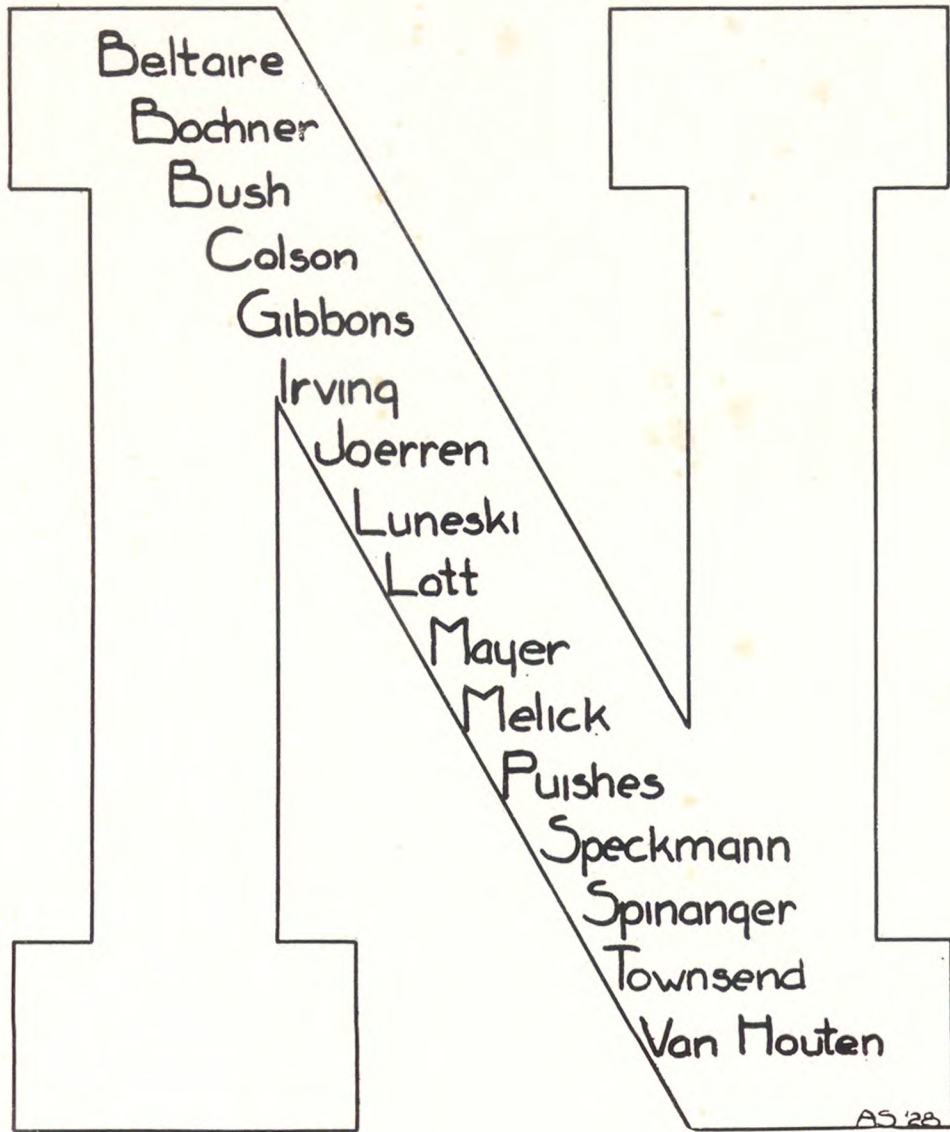 Beltaire
Bochner
Bush
Colson
Gibbons
Irving
Joerren
Luneski
Lott
Mayer
Melick
Puishes
Speckmann
Spinanger
Townsend
Van Houten
AS '28